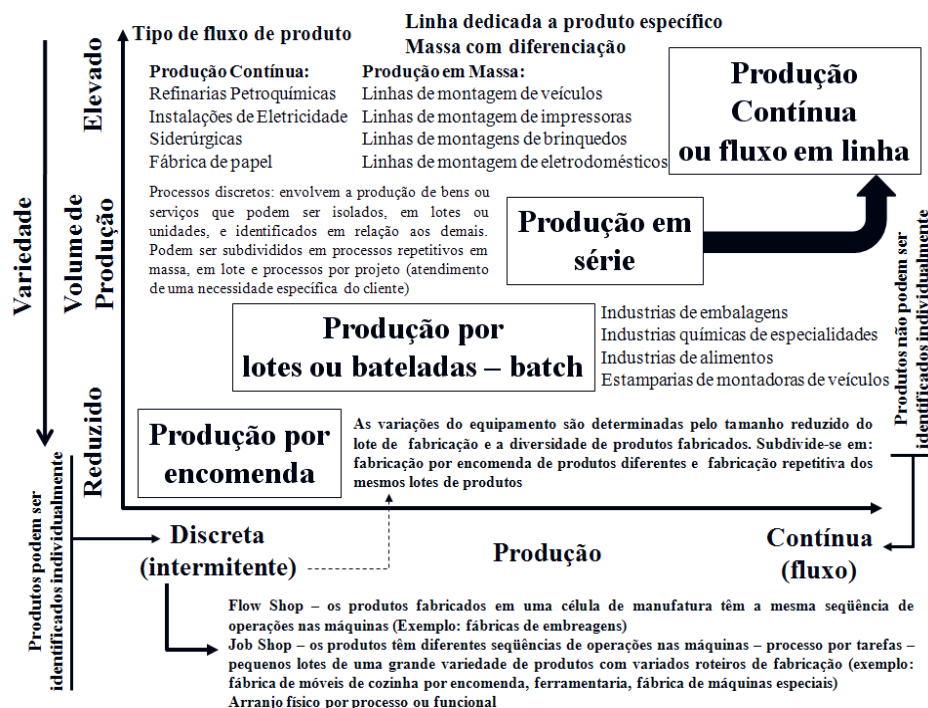 Tipo de fluxo de produto
Linha dedicada a produto específico
Massa com diferenciação
Produção Contínua:
Refinarias Petroquímicas
Instalações de Eletricidade
Siderúrgicas
Fábrica de papel
Produção em Massa:
Linhas de montagem de veículos
Linhas de montagem de impressoras
Linhas de montagens de brinquedos
Linhas de montagem de eletrodomésticos
Produção
Contínua
ou fluxo em linha
Variedade
Volume de
Produção
Elevado
Reduzido
Processos discretos: envolvem a produção de bens ou
serviços que podem ser isolados, em lotes ou
unidades, e identificados em relação aos demais.
Podem ser subdivididos em processos repetitivos em
massa, em lote e processos por projeto (atendimento
de uma necessidade específica do cliente)
Produção em
série
Produção por
lotes ou bateladas – batch
Industrias de embalagens
Industrias químicas de especialidades
Industrias de alimentos
Estamparias de montadoras de veículos
Produtos não podem ser
identificados individualmente
Produção por
encomenda
As variações do equipamento são determinadas pelo tamanho reduzido do
lote de fabricação e a diversidade de produtos fabricados. Subdivide-se em:
fabricação por encomenda de produtos diferentes e fabricação repetitiva dos
mesmos lotes de produtos
Produtos podem ser
identificados individualmente
Discreta
(intermitente)
Produção
Contínua
(fluxo)
Flow Shop – os produtos fabricados em uma célula de manufatura têm a mesma seqüência de
operações nas máquinas (Exemplo: fábricas de embreagens)
Job Shop – os produtos têm diferentes seqüências de operações nas máquinas – processo por tarefas –
pequenos lotes de uma grande variedade de produtos com variados roteiros de fabricação (exemplo:
fábrica de móveis de cozinha por encomenda, ferramentaria, fábrica de máquinas especiais)
Arranjo físico por processo ou funcional